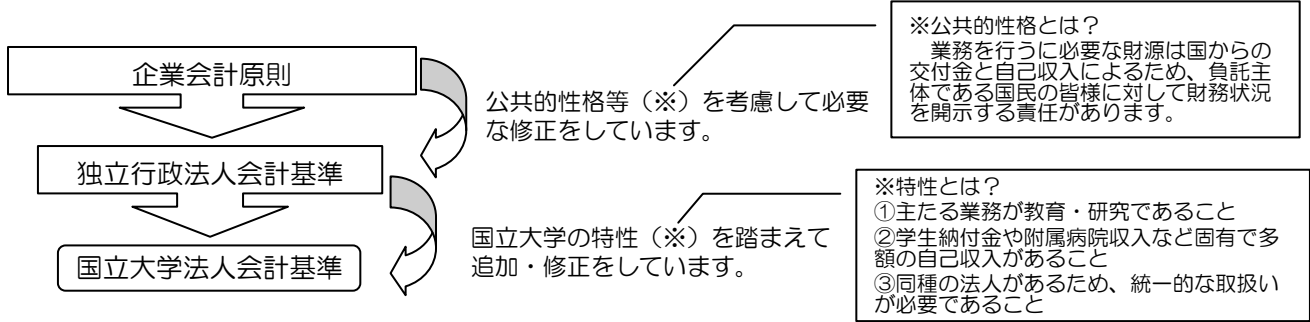 企業会計原則
公共的性格等（※）を考慮して必要
な修正をしています。
※公共的性格とは？
業務を行うに必要な財源は国からの
交付金と自己収入によるため、負託主
体である国民の皆様に対して財務状況
を開示する責任があります。
独立行政法人会計基準
国立大学の特性（※）を踏まえて
追加・修正をしています。
※特性とは？
①主たる業務が教育・研究であること
②学生納付金や附属病院収入など固有で多
額の自己収入があること
③同種の法人があるため、統一的な取扱い
が必要であること
国立大学法人会計基準